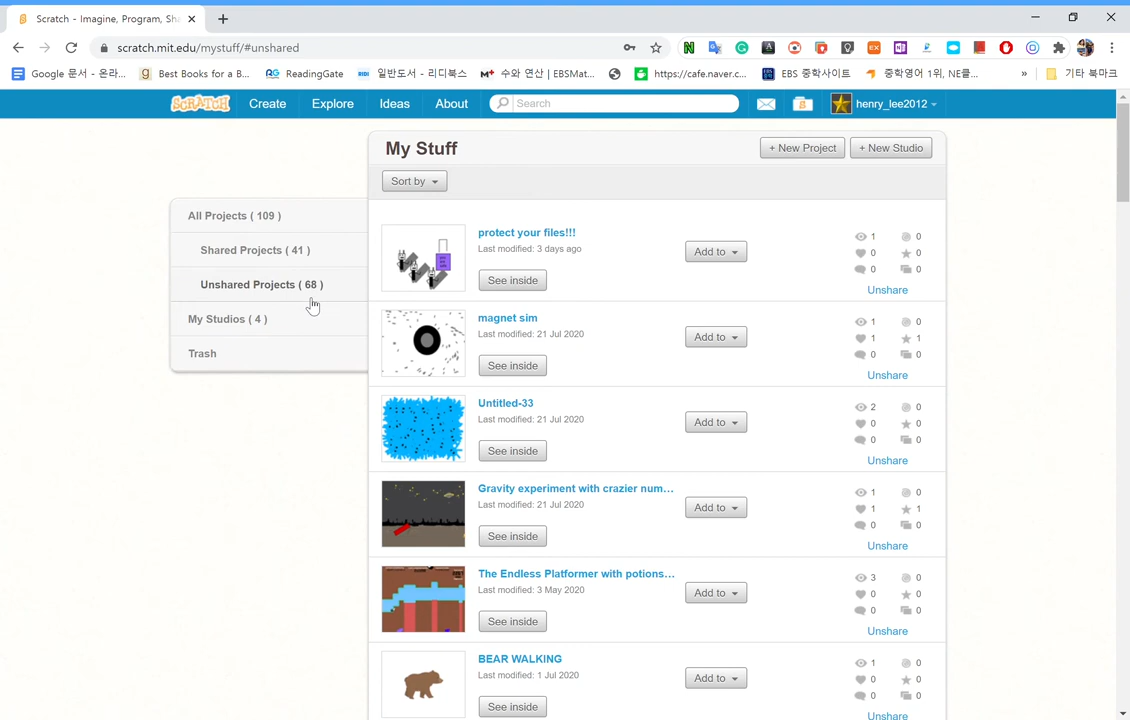 Scratch - Imagine, Program, Sh
scratch.mit.edu/mystuff/#unshared
Google 문서 - 온라... Best Books for a B... ReadingGate 일반도서 - 리디북스 수와 연산 | EBSMat... https://cafe.naver.c... EBS 중학사이트 중학영어 1위, NE클... » 기타 북마크
SCRATCH Create Explore Ideas About Search henry_lee2012
My Stuff + New Project + New Studio
Sort by
All Projects ( 109 )
Shared Projects ( 41 )
Unshared Projects ( 68 )
My Studios ( 4 )
Trash
protect your files!!!
Last modified: 3 days ago
See inside
Add to
1 0
0 0
0 0
Unshare
magnet sim
Last modified: 21 Jul 2020
See inside
Add to
1 0
1 1
0 0
Unshare
Untitled-33
Last modified: 21 Jul 2020
See inside
Add to
2 0
0 0
0 0
Unshare
Gravity experiment with crazier num...
Last modified: 21 Jul 2020
See inside
Add to
1 0
1 1
0 0
Unshare
The Endless Platformer with potions...
Last modified: 3 May 2020
See inside
Add to
3 0
0 0
0 0
Unshare
BEAR WALKING
Last modified: 1 Jul 2020
See inside
Add to
1 0
0 0
0 0
Unshare